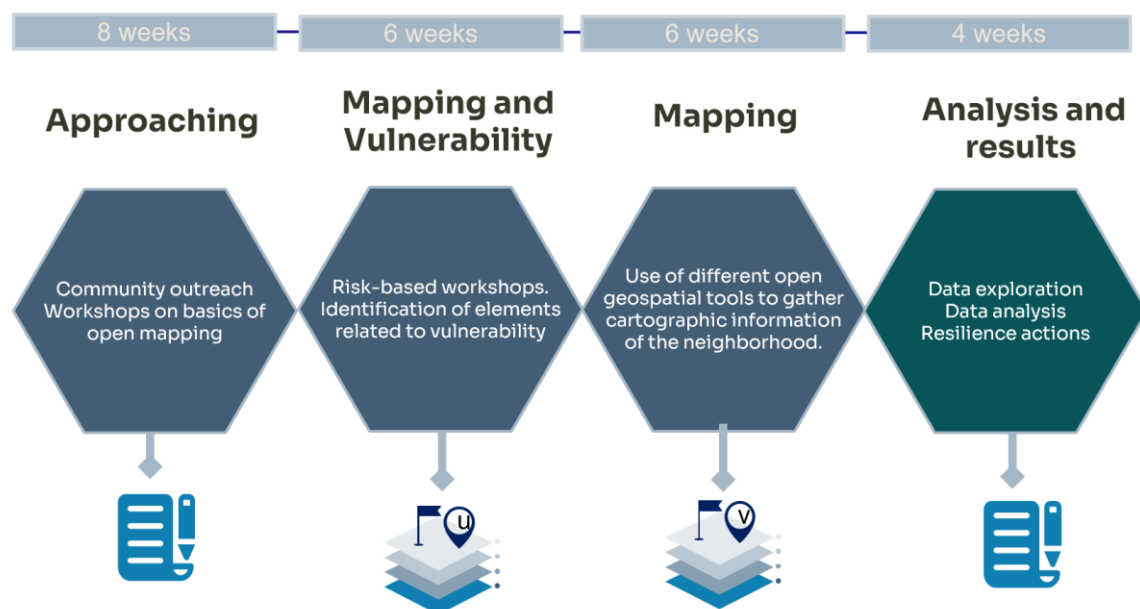 8 weeks
6 weeks
6 weeks
4 weeks
Approaching
Mapping and
Vulnerability
Mapping
Analysis and
results
Community outreach
Workshops on basics of
open mapping
Risk-based workshops.
Identification of elements
related to vulnerability
Use of different open
geospatial tools to gather
cartographic information
of the neighborhood.
Data exploration
Data analysis
Resilience actions
u
v